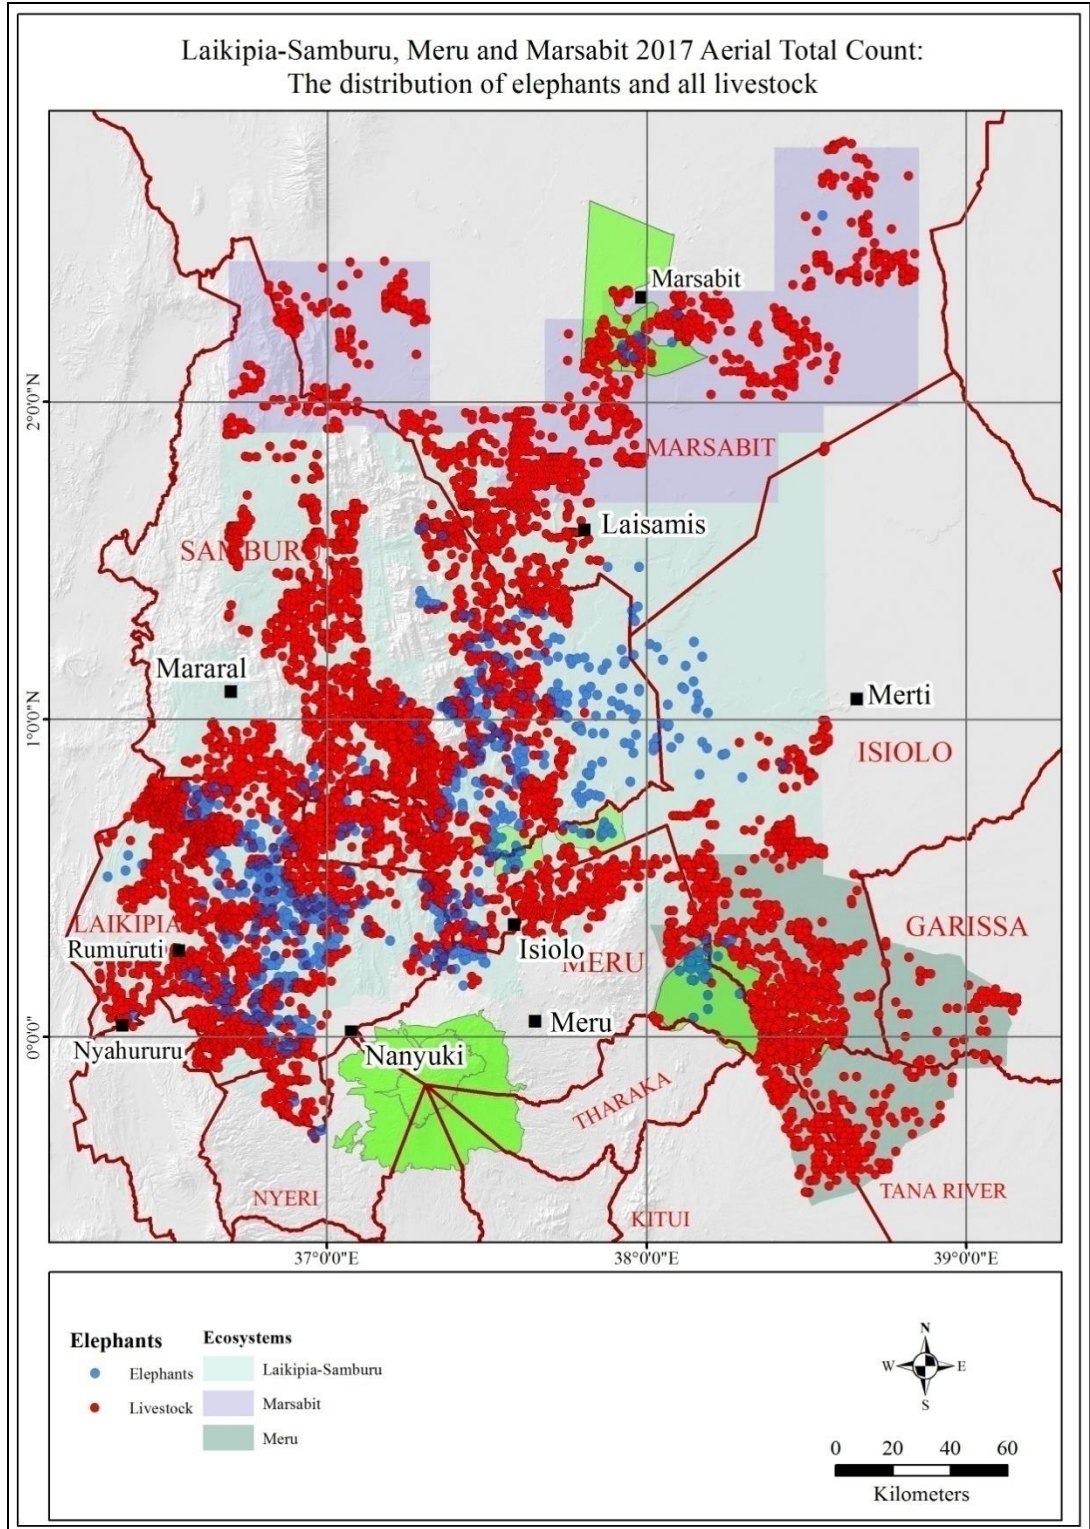 Laikipia-Samburu, Meru and Marsabit 2017 Aerial Total Count:
The distribution of elephants and all livestock
Marsabit
2°0'0"N
MARSABIT
Laisamis
SAMBURU
Mararal
Merti
1°0'0"N
ISIOLO
LAIKIPIA
GARISSA
Rumuruti
Isiolo
MERU
Meru
0°0'0"
Nyahururu
Nanyuki
THARAKA
NYERI
TANA RIVER
KITUI
37°0'0"E
38°0'0"E
39°0'0"E
Elephants
Elephants
Livestock
Ecosystems
Laikipia-Samburu
Marsabit
Meru
N
W
E
S
0 20 40 60
Kilometers